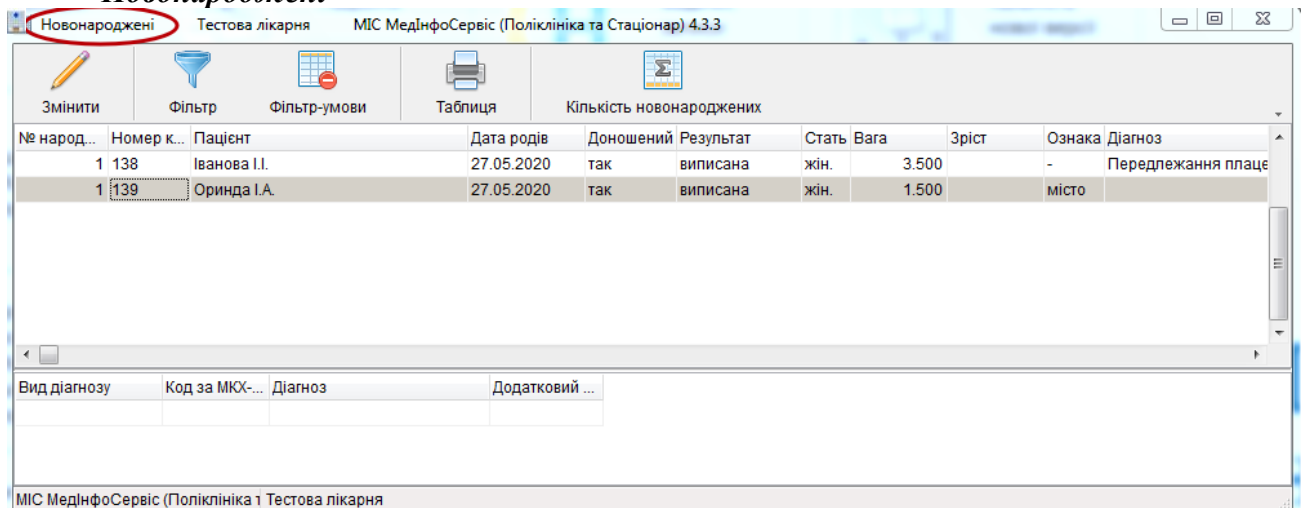 Новонароджені
Новонароджені Тестова лікарня МІС МедІнфоСервіс (Поліклініка та Стаціонар) 4.3.3
Змінити Фільтр Фільтр-умови Таблиця Кількість новонароджених
№ народ... Номер к... Пацієнт Дата родів Доношений Результат Стать Вага Зріст Ознака Діагноз
1 138 Іванова І.І. 27.05.2020 так виписана жін. 3.500 - Передлежання плаце
1 139 Оринда І.А. 27.05.2020 так виписана жін. 1.500 місто
Вид діагнозу Код за МКХ-... Діагноз Додатковий ...
МІС МедІнфоСервіс (Поліклініка т Тестова лікарня